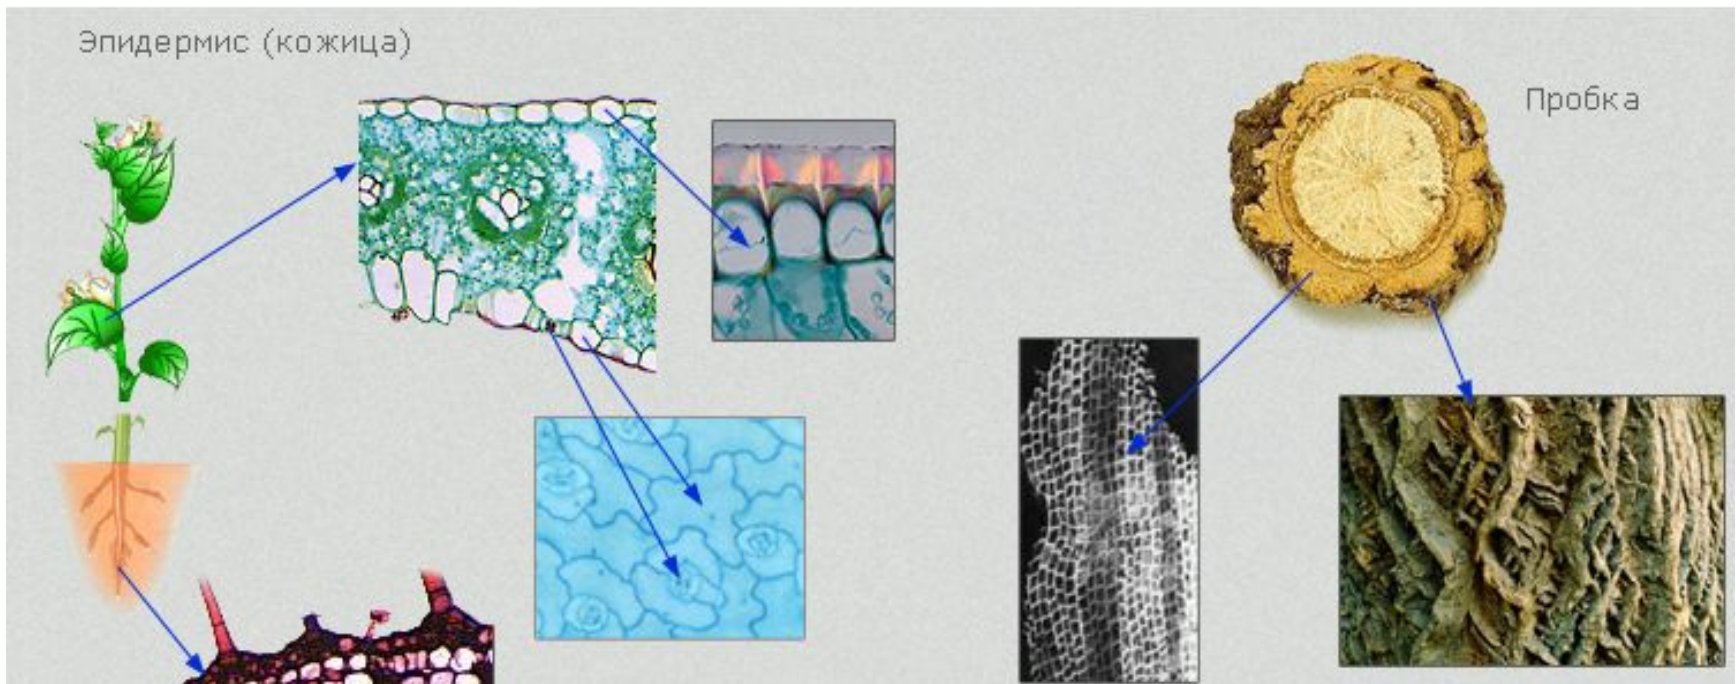 Эпидермис (кожица)
Пробка